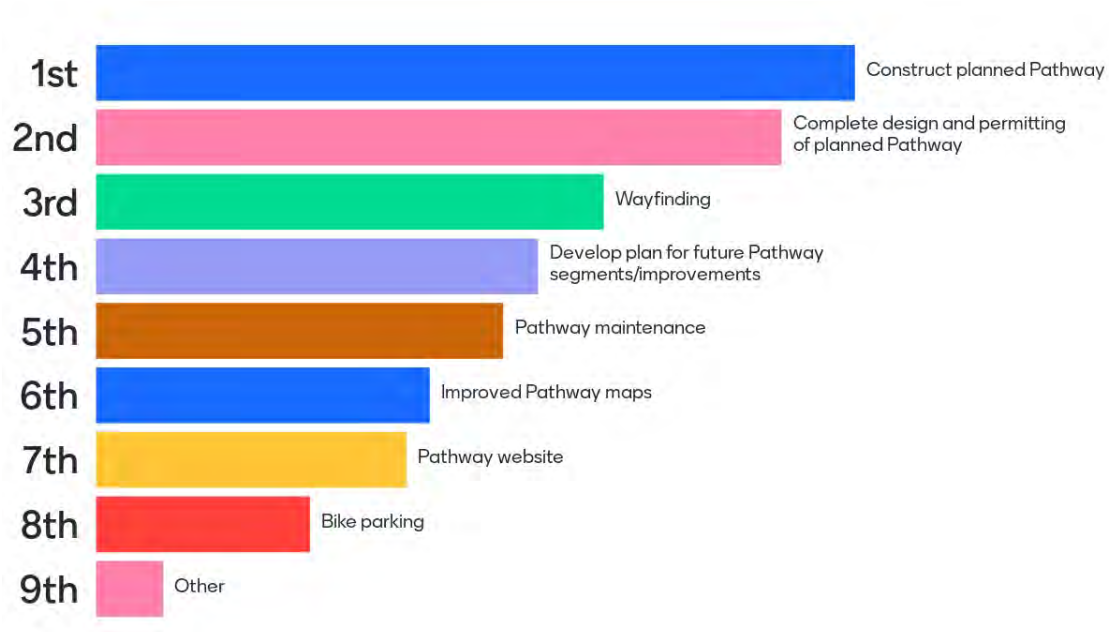 1st
Construct planned Pathway
2nd
Complete design and permitting
of planned Pathway
3rd
Wayfinding
4th
Develop plan for future Pathway
segments/improvements
5th
Pathway maintenance
6th
Improved Pathway maps
7th
Pathway website
8th
Bike parking
9th
Other